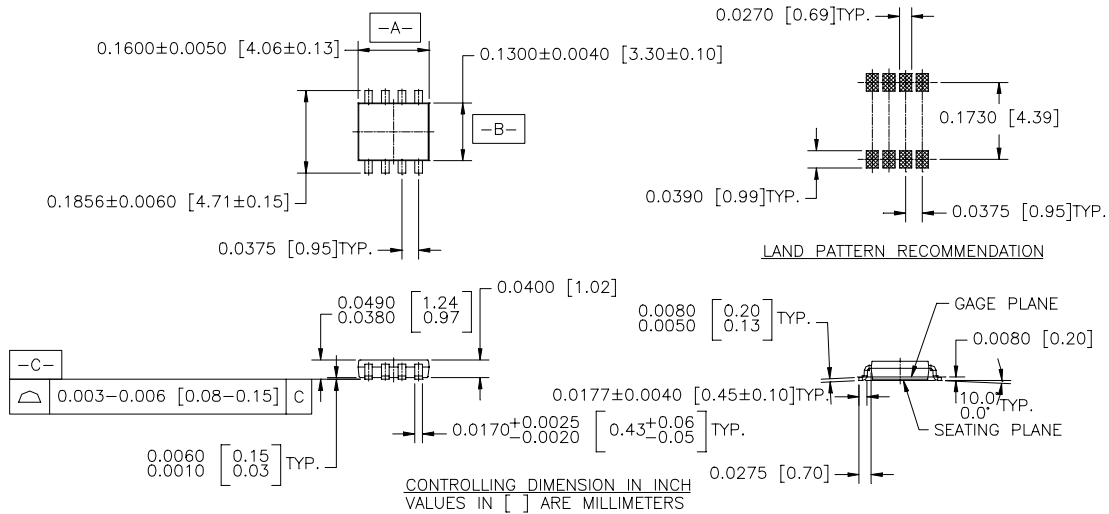 -A-
0.1600±0.0050 [4.06±0.13]
0.1300±0.0040 [3.30±0.10]
-B-
0.1856±0.0060 [4.71±0.15]
0.0375 [0.95]TYP.
0.0270 [0.69]TYP.
0.1730 [4.39]
0.0390 [0.99]TYP.
0.0375 [0.95]TYP.
LAND PATTERN RECOMMENDATION
0.0490 [1.24
0.0380 0.97]
0.0400 [1.02]
-C-
⌓ 0.003-0.006 [0.08-0.15] C
0.0060 [0.15
0.0010 0.03] TYP.
0.0170 +0.0025 -0.0020 [0.43 +0.06 -0.05] TYP.
0.0080 [0.20
0.0050 0.13] TYP.
GAGE PLANE
0.0080 [0.20]
0.0177±0.0040 [0.45±0.10]TYP.
10.0°
0.0° TYP.
SEATING PLANE
0.0275 [0.70]
CONTROLLING DIMENSION IN INCH
VALUES IN [ ] ARE MILLIMETERS